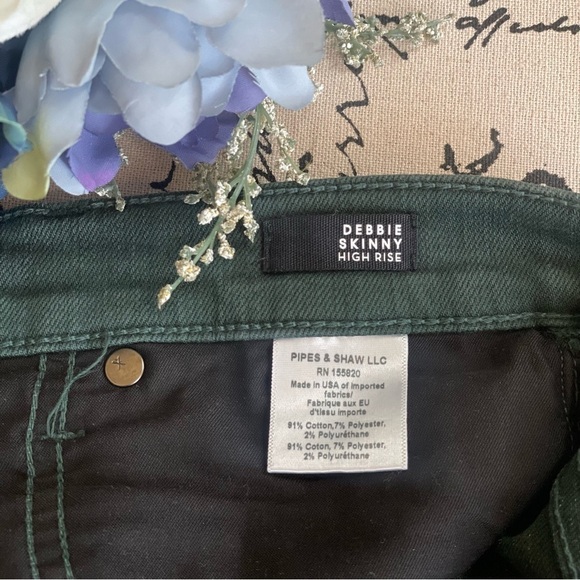 DEBBIE
SKINNY
HIGH RISE
PIPES & SHAW LLC
RN 155820
Made in USA of imported
fabrics/
Fabrique aux EU
d'tissu importe
91% Cotton,7% Polyester,
2% Polyurethane
91% Coton,7% Polyester,
2% Polyuréthane